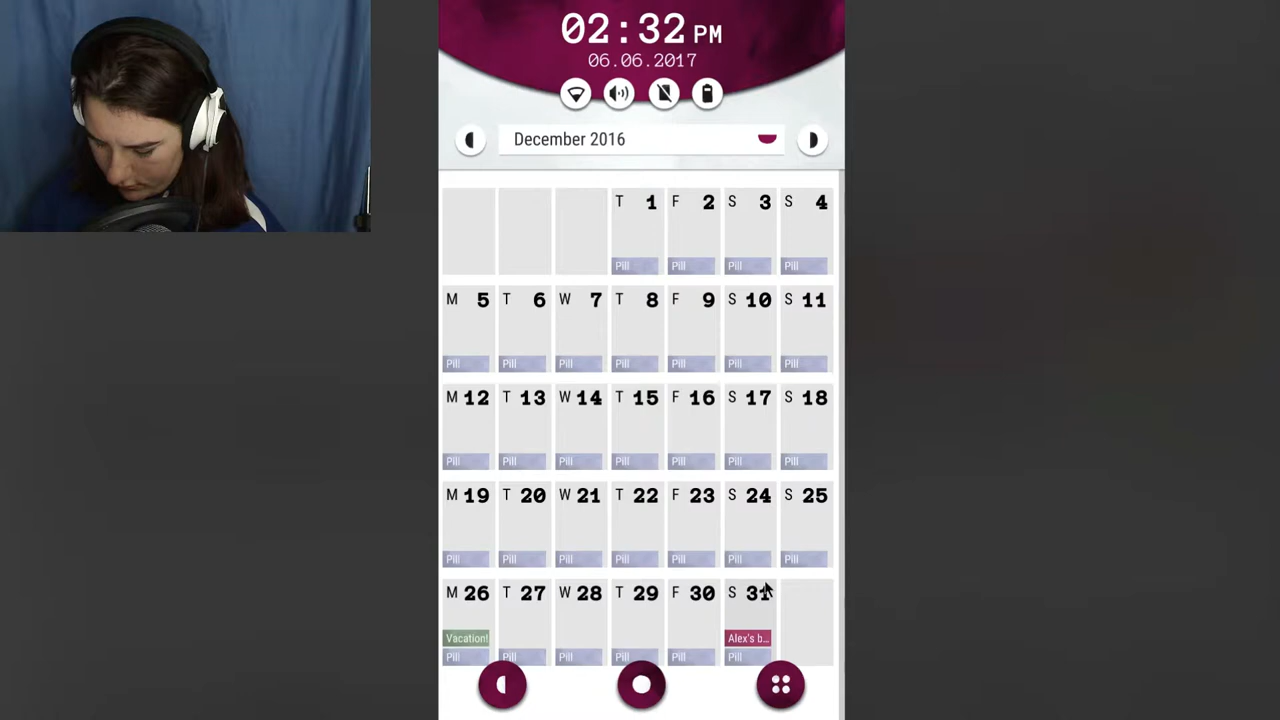 02:32 PM
06.06.2017
December 2016
T 1 F 2 S 3 S 4
Pill Pill Pill Pill
M 5 T 6 W 7 T 8 F 9 S 10 S 11
Pill Pill Pill Pill Pill Pill Pill
M 12 T 13 W 14 T 15 F 16 S 17 S 18
Pill Pill Pill Pill Pill Pill Pill
M 19 T 20 W 21 T 22 F 23 S 24 S 25
Pill Pill Pill Pill Pill Pill Pill
M 26 T 27 W 28 T 29 F 30 S 31
Vacation! Alex's b...
Pill Pill Pill Pill Pill Pill